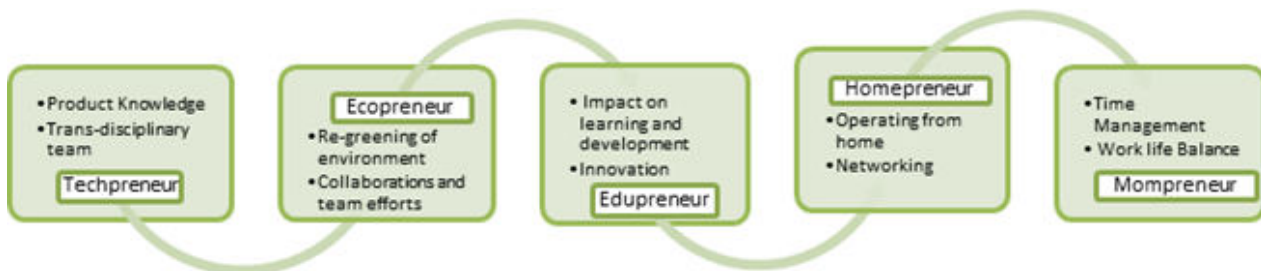 • Product Knowledge
• Trans-disciplinary
team
Techpreneur
Ecopreneur
• Re-greening of
environment
• Collaborations and
team efforts
• Impact on
learning and
development
• Innovation
Edupreneur
Homepreneur
• Operating from
home
• Networking
• Time
Management
• Work life Balance
Mompreneur